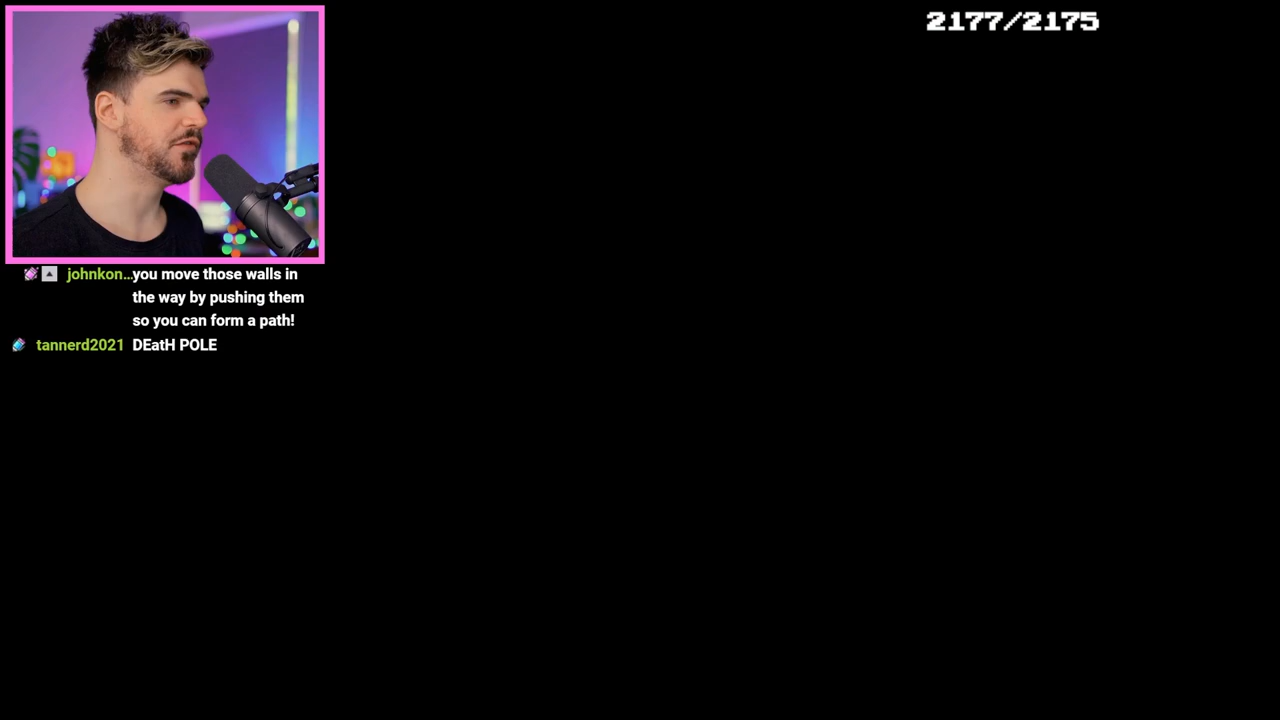 2177/2175
johnkon...you move those walls in
the way by pushing them
so you can form a path!
tannerd2021 DEatH POLE